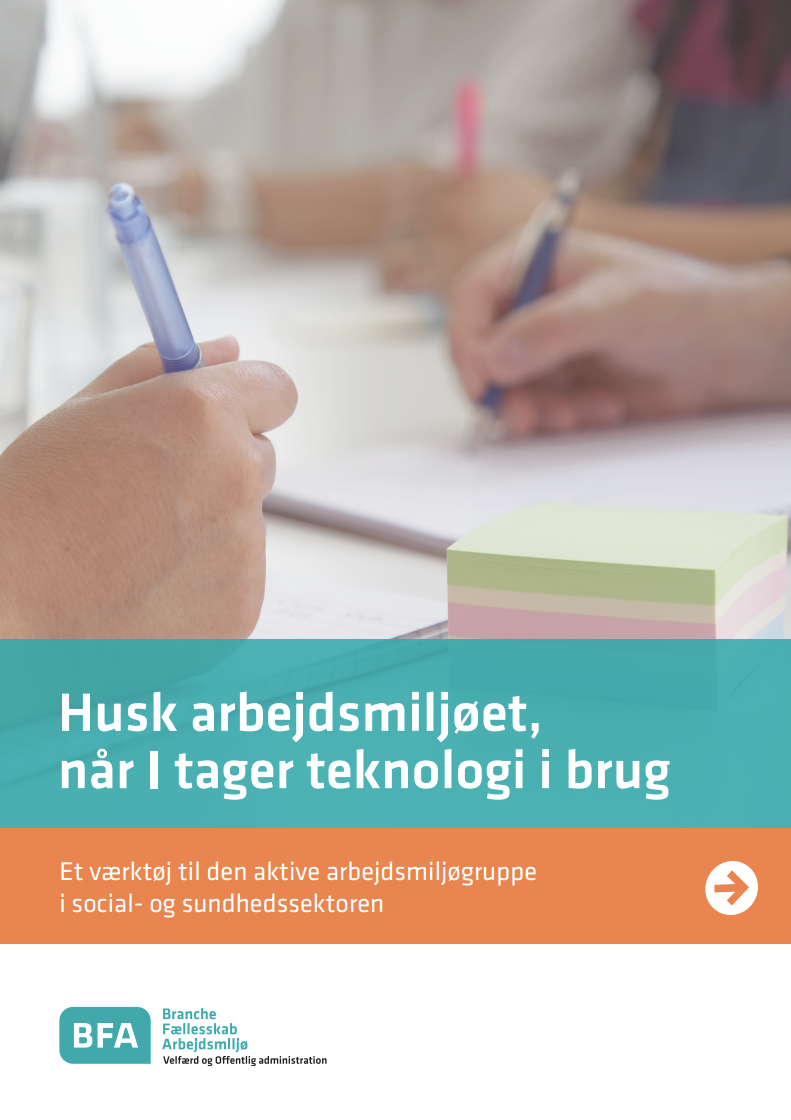 Husk arbejdsmiljøet,
når I tager teknologi i brug
Et værktøj til den aktive arbejdsmiljøgruppe
i social- og sundhedssektoren
BFA
Branche
Fællesskab
Arbejdsmlljø
Velfærd og Offentlig administration